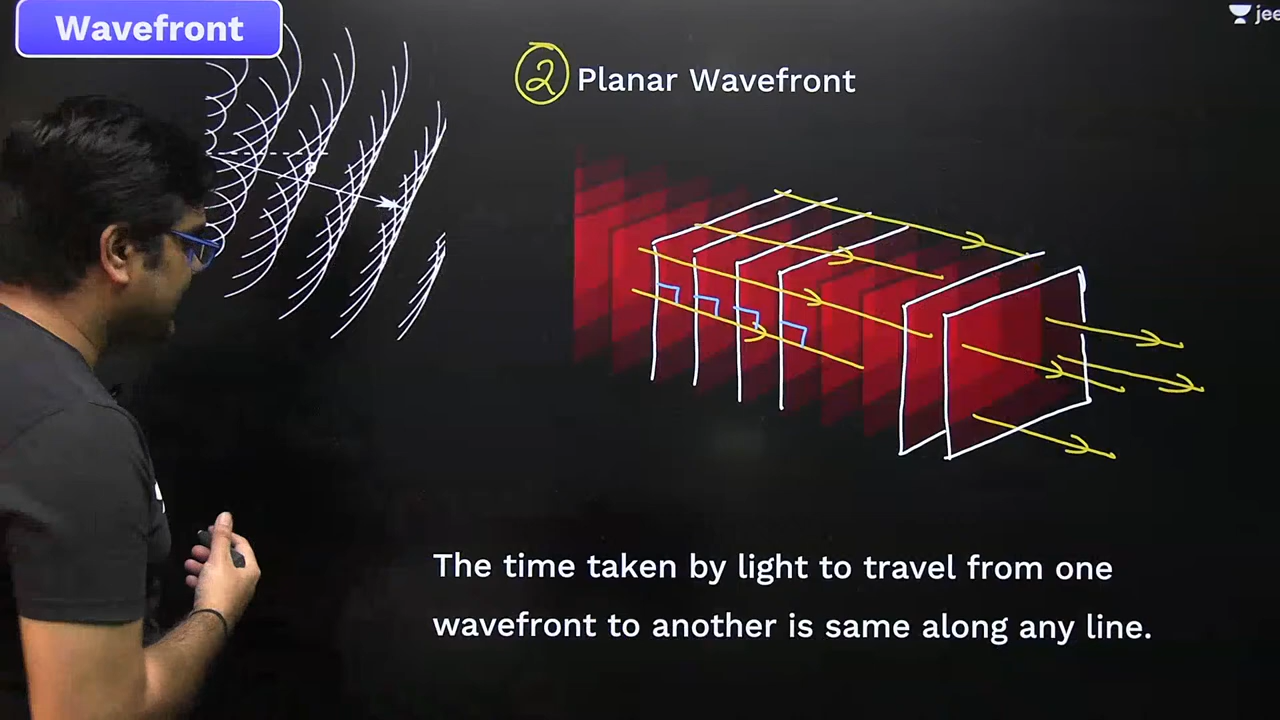 Wavefront
jee
② Planar Wavefront
The time taken by light to travel from one
wavefront to another is same along any line.